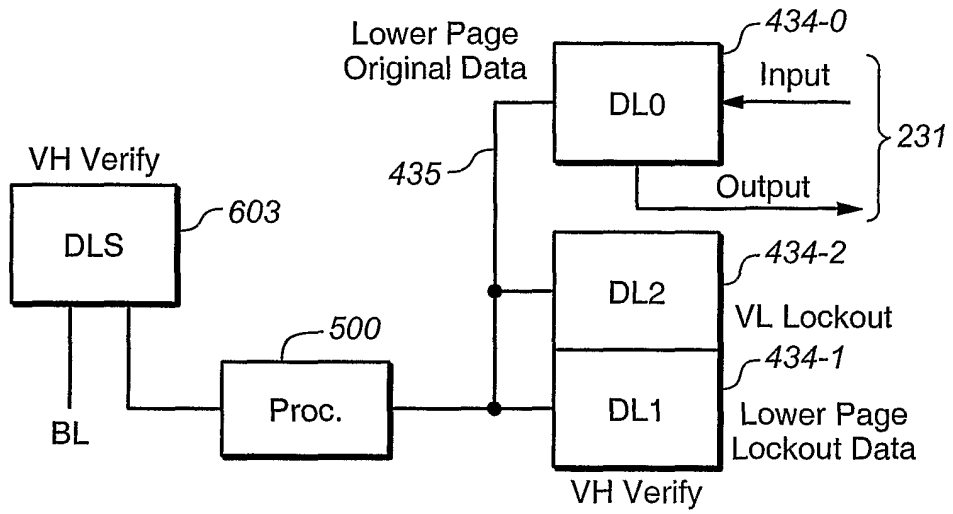 Lower Page
Original Data
434-0
DL0
Input
231
435
Output
VH Verify
603
DLS
434-2
DL2
VL Lockout
500
434-1
Proc.
DL1
Lower Page
Lockout Data
BL
VH Verify